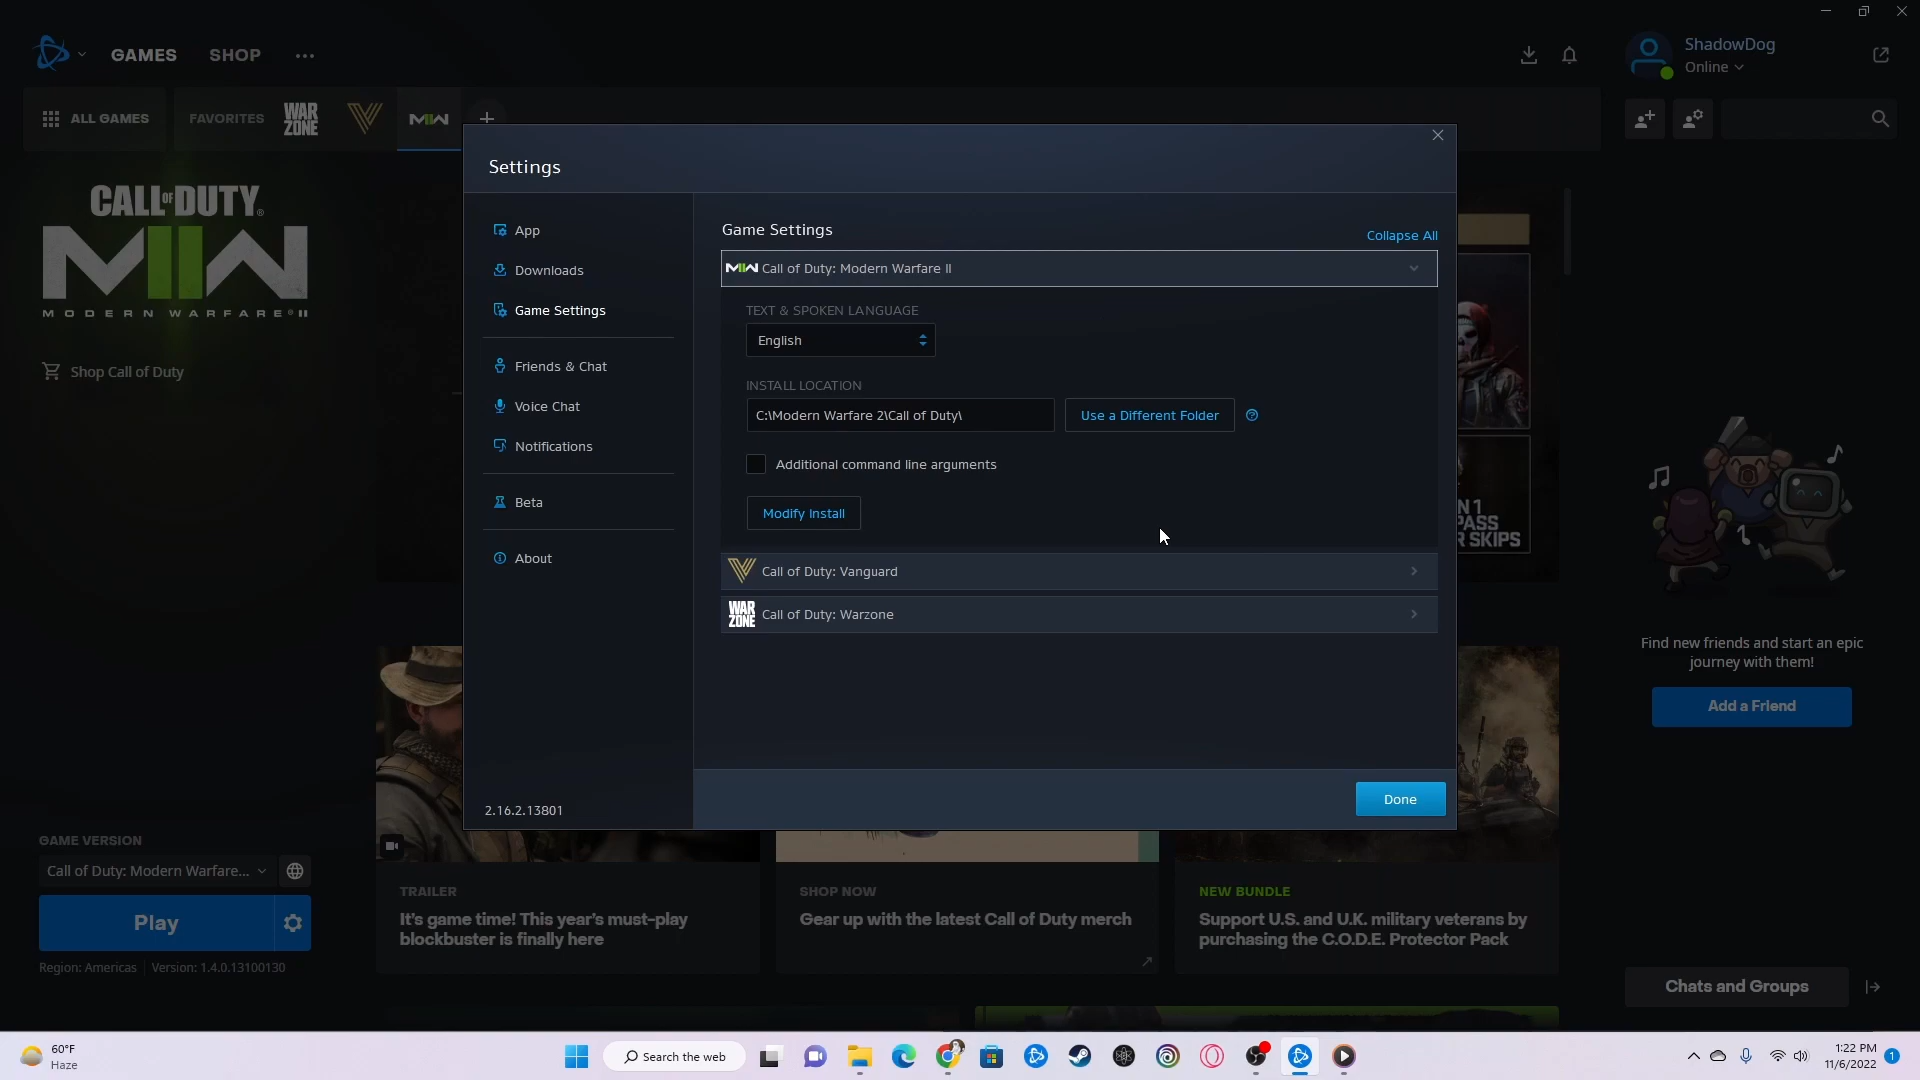 GAMES SHOP
ShadowDog
Online
ALL GAMES FAVORITES WAR ZONE MWII
CALL OF DUTY®
MWII
MODERN WARFARE® II
Shop Call of Duty
Settings
App
Downloads
Game Settings
Friends & Chat
Voice Chat
Notifications
Beta
About
2.16.2.13801
Game Settings
Collapse All
MWII Call of Duty: Modern Warfare II
TEXT & SPOKEN LANGUAGE
English
INSTALL LOCATION
C:\Modern Warfare 2\Call of Duty\
Use a Different Folder
Additional command line arguments
Modify Install
Call of Duty: Vanguard
WAR ZONE Call of Duty: Warzone
Done
Find new friends and start an epic
journey with them!
Add a Friend
GAME VERSION
Call of Duty: Modern Warfare...
Play
Region: Americas Version: 1.4.0.13100130
TRAILER
It's game time! This year's must-play
blockbuster is finally here
SHOP NOW
Gear up with the latest Call of Duty merch
NEW BUNDLE
Support U.S. and U.K. military veterans by
purchasing the C.O.D.E. Protector Pack
Chats and Groups
60°F
Haze
Search the web
1:22 PM
11/6/2022
1